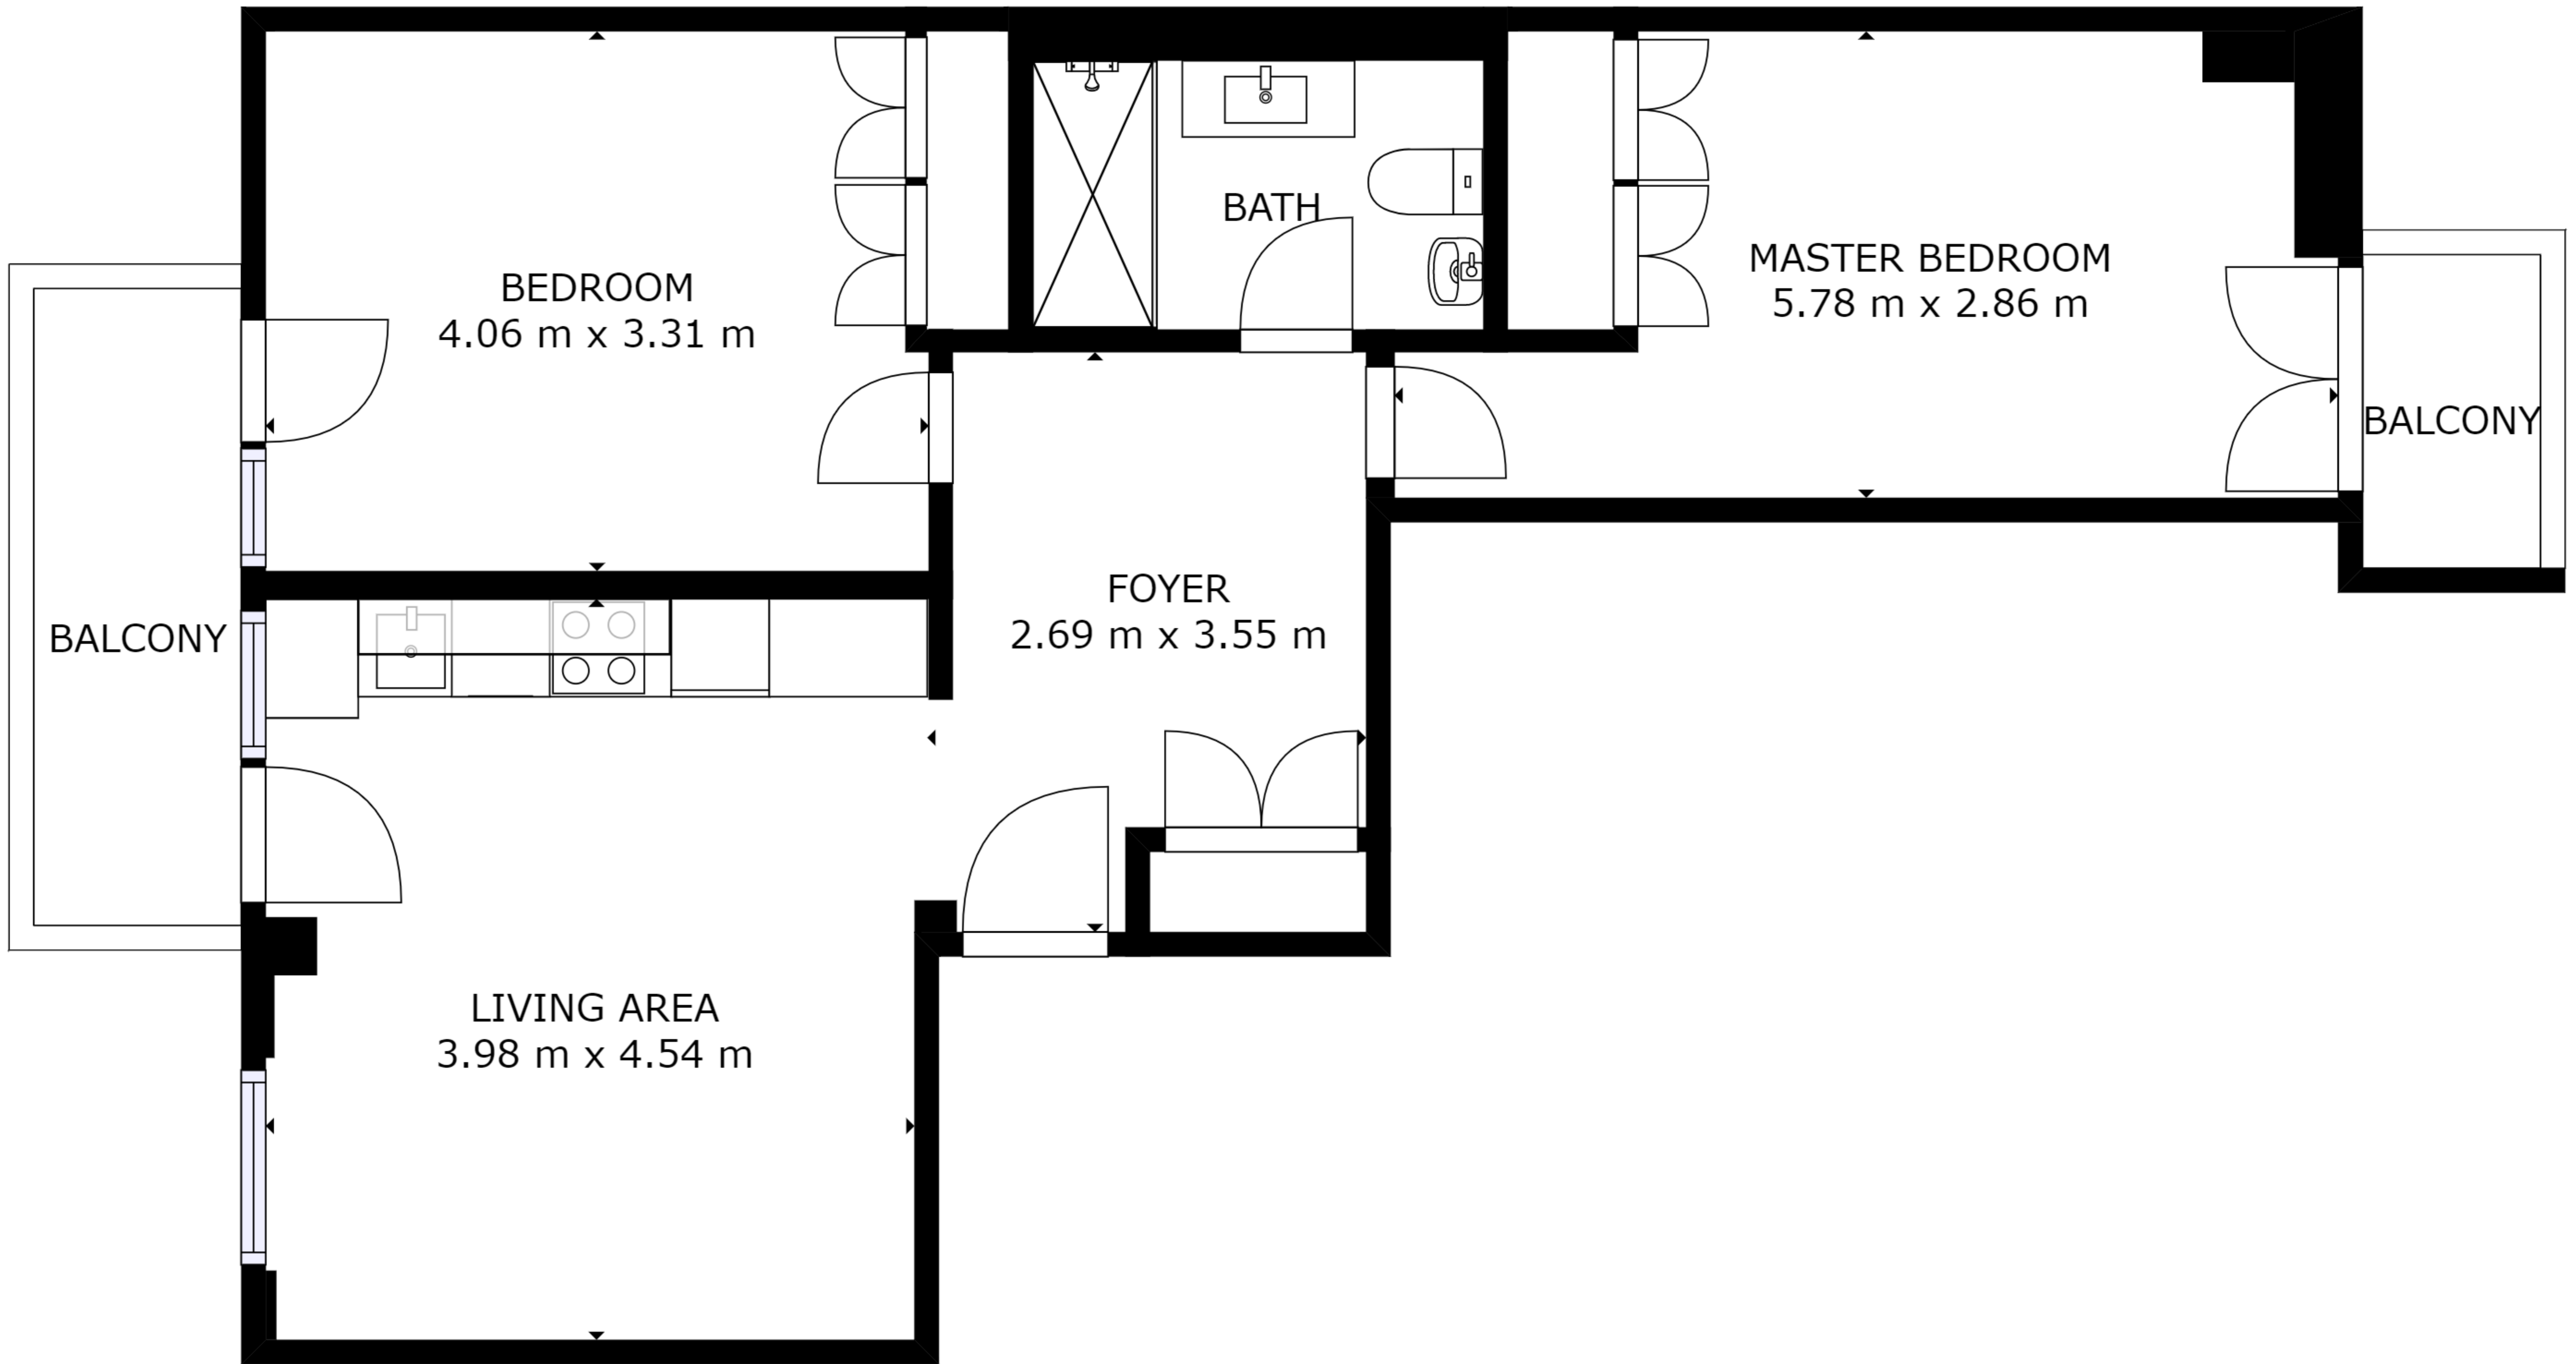 BATH
MASTER BEDROOM
5.78 m x 2.86 m
BEDROOM
4.06 m x 3.31 m
BALCONY
FOYER
2.69 m x 3.55 m
BALCONY
LIVING AREA
3.98 m x 4.54 m